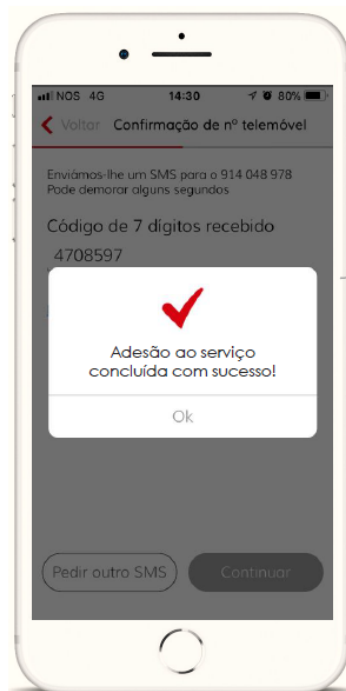 NOS 4G 14:30 80%
Voltar Confirmação de nº telemóvel
Enviámos-lhe um SMS para o 914 048 978
Pode demorar alguns segundos
Código de 7 dígitos recebido
4708597
Adesão ao serviço
concluída com sucesso!
Ok
Pedir outro SMS Continuar